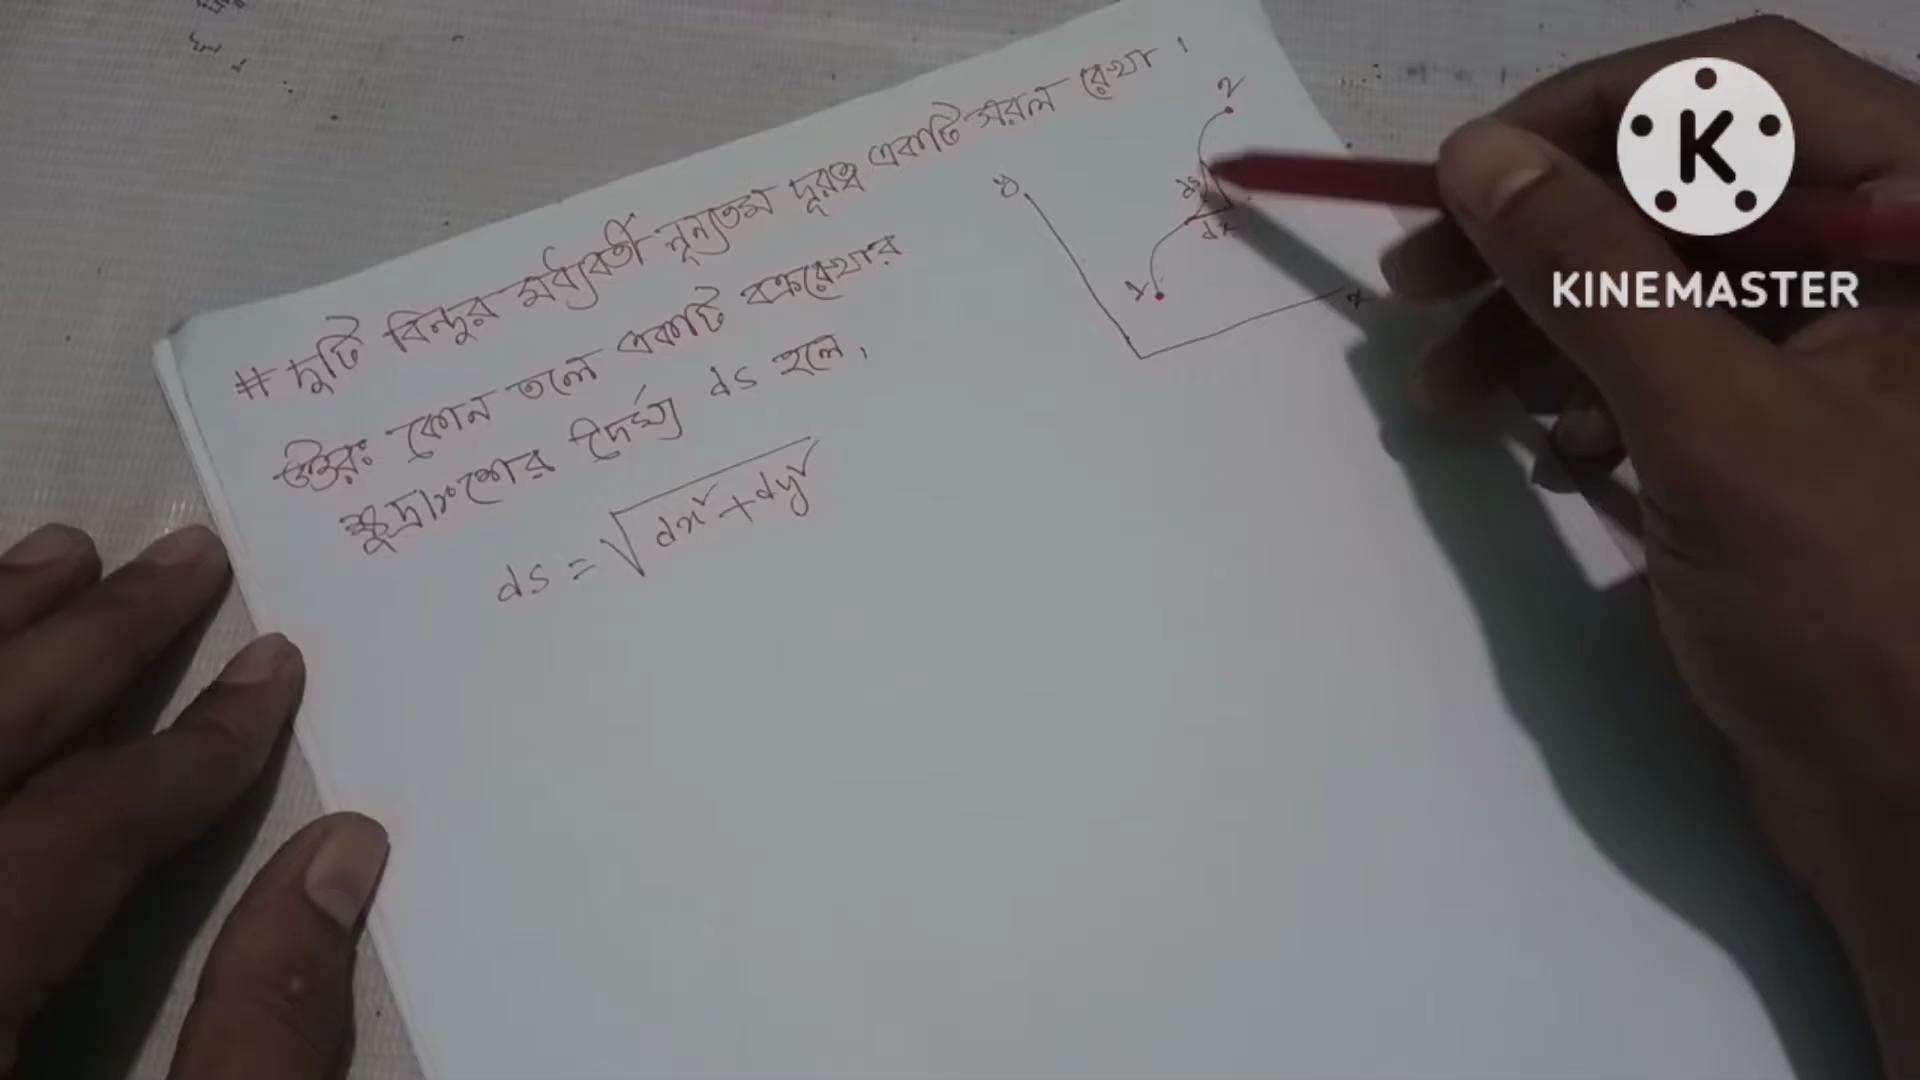 # দুটি বিন্দুর মধ্যবর্তী নূন্যতম দূরত্ব একটি সরল রেখা।
উত্তরঃ কোন তলে একটি বক্ররেখার
ক্ষুদ্রাংশের দৈর্ঘ্য ds হলে,
ds = √dx² + dy²
y
2
ds
dx
1
x
K
KINEMASTER